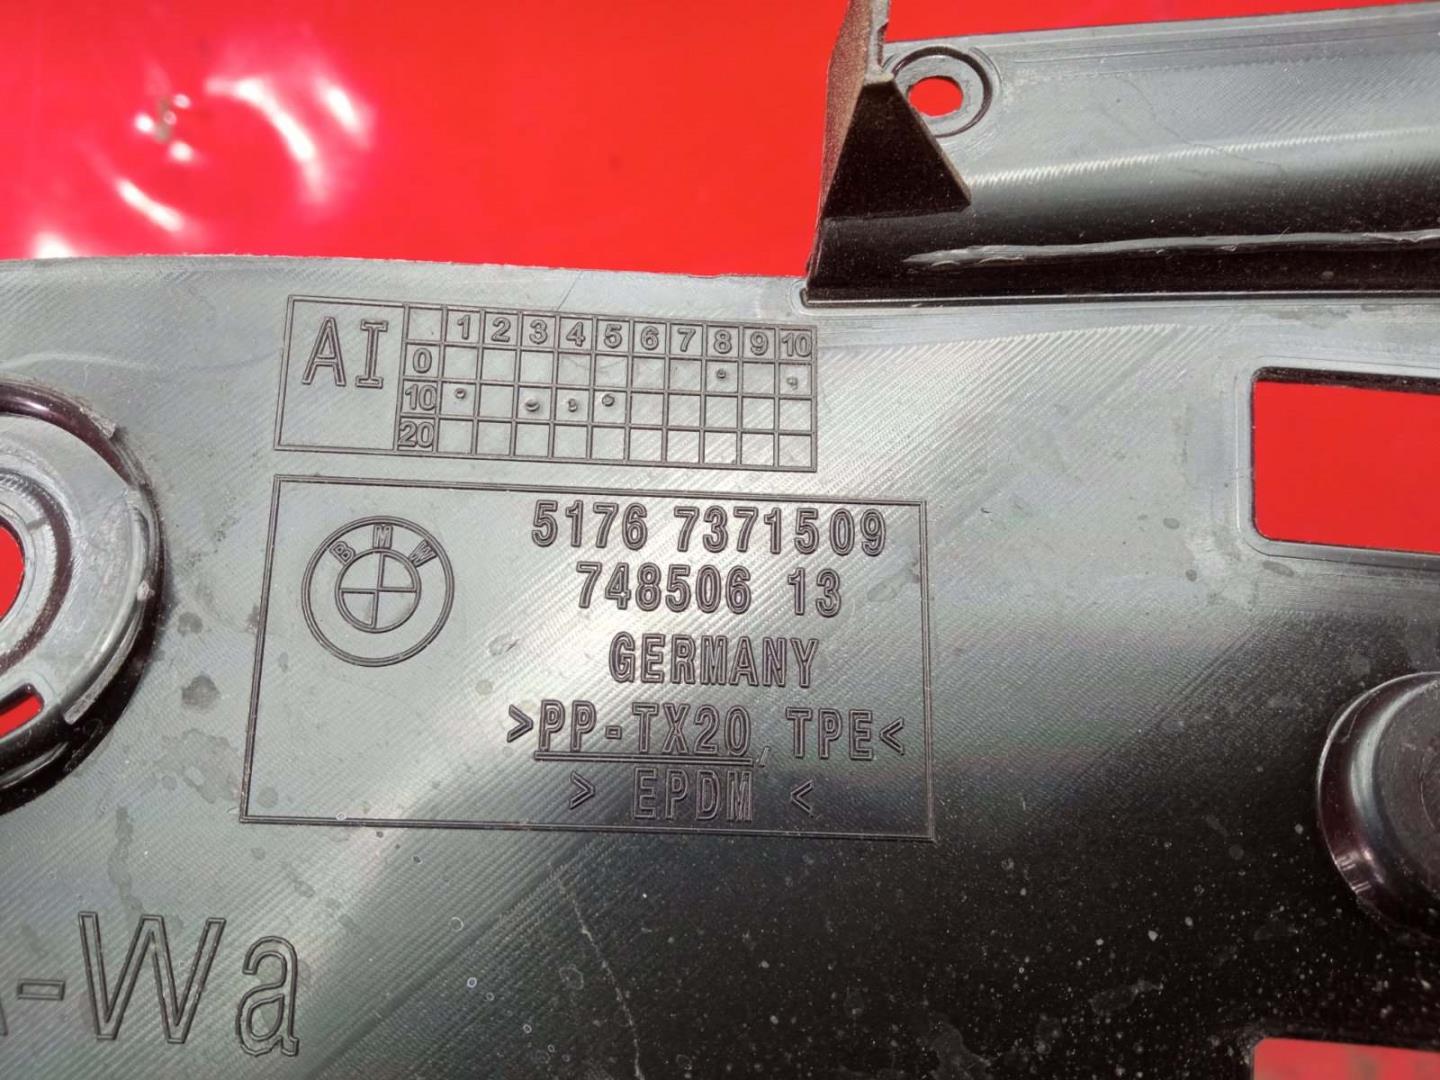 AI
1 2 3 4 5 6 7 8 9 10
0
10
20
BMW
5176 7371509
748506 13
GERMANY
>PP-TX20, TPE<
> EPDM <
-Wa